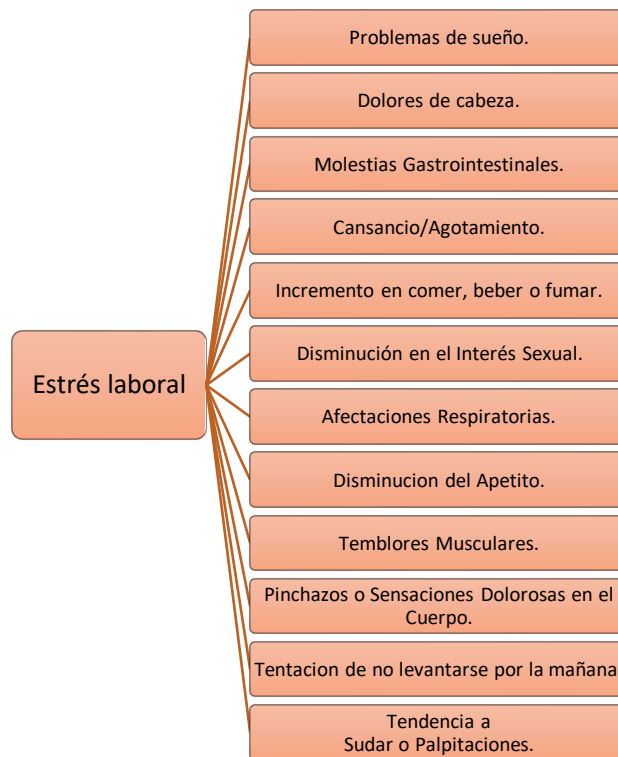 Problemas de sueño.
Dolores de cabeza.
Molestias Gastrointestinales.
Cansancio/Agotamiento.
Incremento en comer, beber o fumar.
Estrés laboral
Disminución en el Interés Sexual.
Afectaciones Respiratorias.
Disminucion del Apetito.
Temblores Musculares.
Pinchazos o Sensaciones Dolorosas en el
Cuerpo.
Tentacion de no levantarse por la mañana
Tendencia a
Sudar o Palpitaciones.